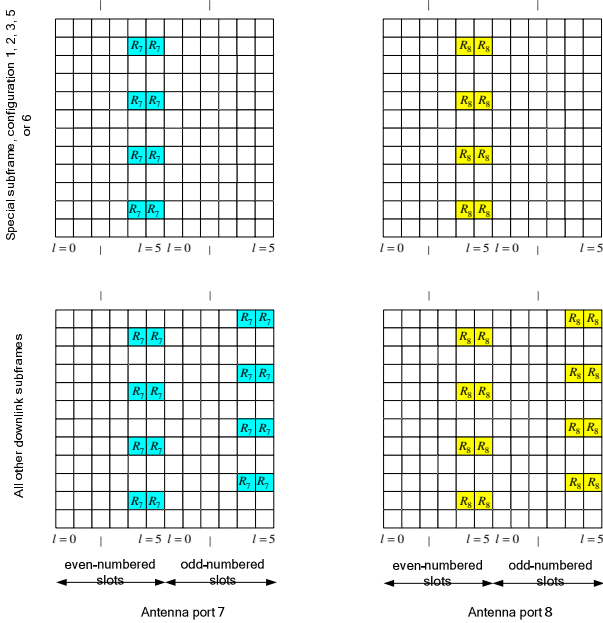 Special subframe, configuration 1, 2, 3, 5
or 6
R7 R7 R8 R8
R7 R7 R8 R8
R7 R7 R8 R8
R7 R7 R8 R8
l = 0 l = 5 l = 0 l = 5 l = 0 l = 5 l = 0 l = 5
All other downlink subframes
R7 R7 R8 R8
R7 R7 R8 R8
R7 R7 R8 R8
R7 R7 R8 R8
R7 R7 R8 R8
R7 R7 R8 R8
R7 R7 R8 R8
R7 R7 R8 R8
l = 0 l = 5 l = 0 l = 5 l = 0 l = 5 l = 0 l = 5
even-numbered odd-numbered even-numbered odd-numbered
slots slots slots slots
Antenna port 7 Antenna port 8